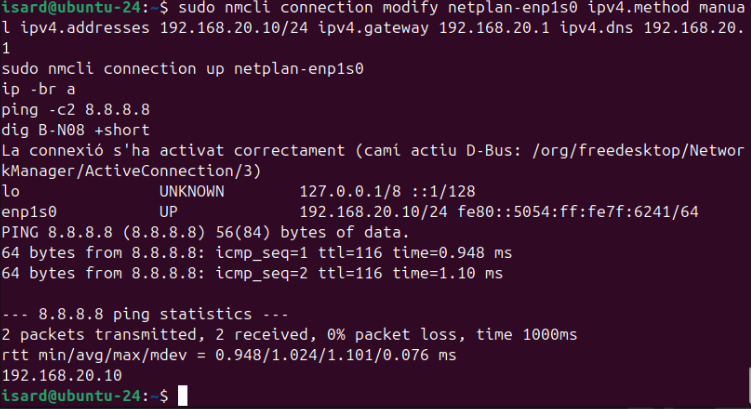 isard@ubuntu-24:~$ sudo nmcli connection modify netplan-enp1s0 ipv4.method manua
l ipv4.addresses 192.168.20.10/24 ipv4.gateway 192.168.20.1 ipv4.dns 192.168.20.
1
sudo nmcli connection up netplan-enp1s0
ip -br a
ping -c2 8.8.8.8
dig B-N08 +short
La connexió s'ha activat correctament (camí actiu D-Bus: /org/freedesktop/Networ
kManager/ActiveConnection/3)
lo               UNKNOWN        127.0.0.1/8 ::1/128
enp1s0           UP             192.168.20.10/24 fe80::5054:ff:fe7f:6241/64
PING 8.8.8.8 (8.8.8.8) 56(84) bytes of data.
64 bytes from 8.8.8.8: icmp_seq=1 ttl=116 time=0.948 ms
64 bytes from 8.8.8.8: icmp_seq=2 ttl=116 time=1.10 ms

--- 8.8.8.8 ping statistics ---
2 packets transmitted, 2 received, 0% packet loss, time 1000ms
rtt min/avg/max/mdev = 0.948/1.024/1.101/0.076 ms
192.168.20.10
isard@ubuntu-24:~$